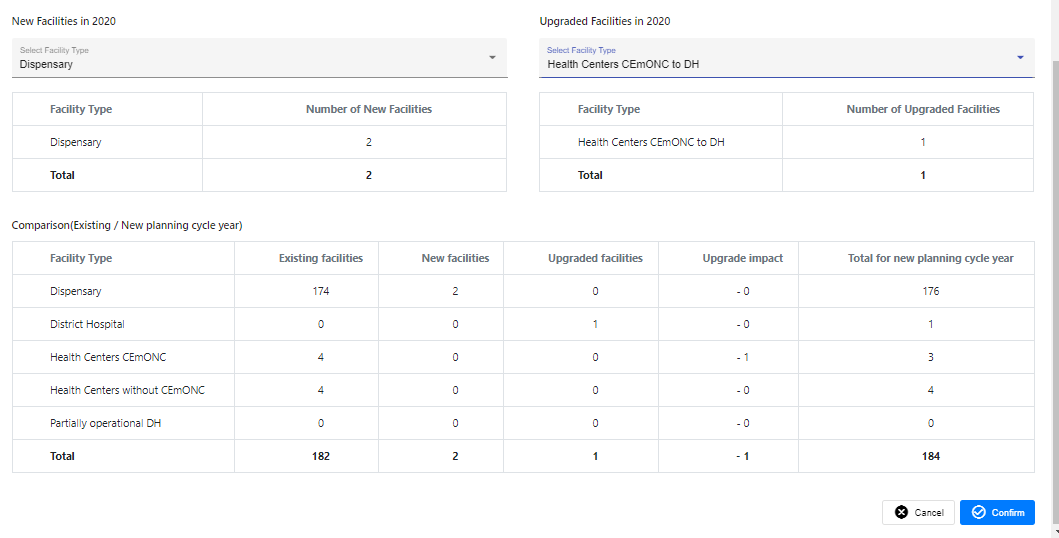 New Facilities in 2020
Select Facility Type
Dispensary
Facility Type Number of New Facilities
Dispensary 2
Total 2
Upgraded Facilities in 2020
Select Facility Type
Health Centers CEmONC to DH
Facility Type Number of Upgraded Facilities
Health Centers CEmONC to DH 1
Total 1
Comparison(Existing / New planning cycle year)
Facility Type Existing facilities New facilities Upgraded facilities Upgrade impact Total for new planning cycle year
Dispensary 174 2 0 - 0 176
District Hospital 0 0 1 - 0 1
Health Centers CEmONC 4 0 0 - 1 3
Health Centers without CEmONC 4 0 0 - 0 4
Partially operational DH 0 0 0 - 0 0
Total 182 2 1 - 1 184
Cancel Confirm